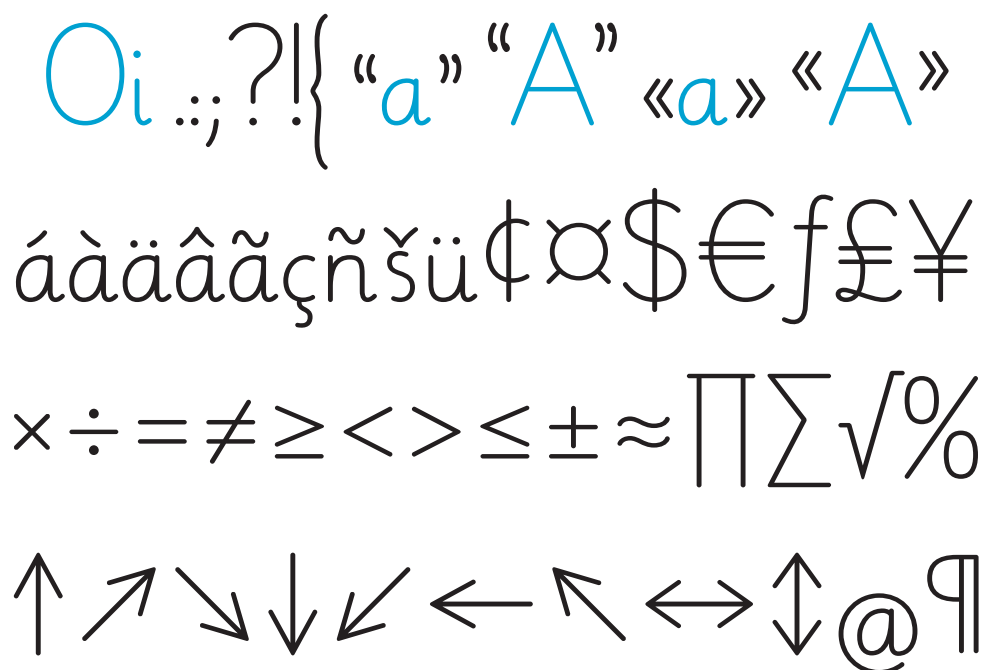 Oi .:;?!{ “a” “A” «a» «A»
áàäâãçñšü¢¤$€ƒ£¥
×÷=≠≥<>≤±≈∏∑√%
↑↗↘↓↙←↖↔↕@¶